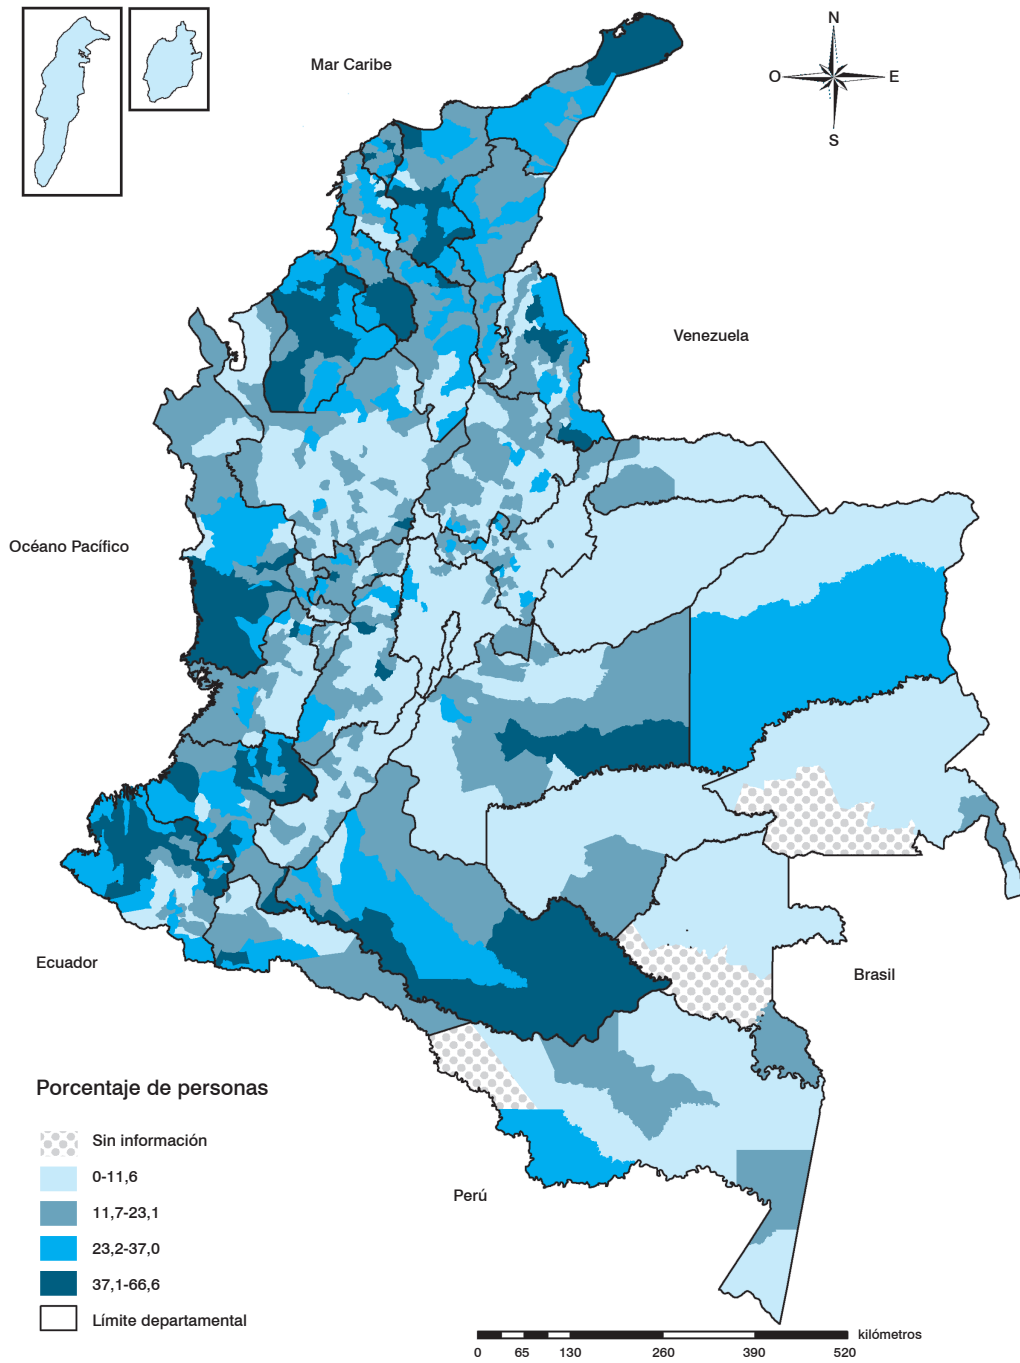 N
Mar Caribe
O
E
S
Venezuela
Océano Pacífico
Ecuador
Brasil
Perú
Porcentaje de personas
Sin información
0-11,6
11,7-23,1
23,2-37,0
37,1-66,6
Límite departamental
kilómetros
0 65 130 260 390 520